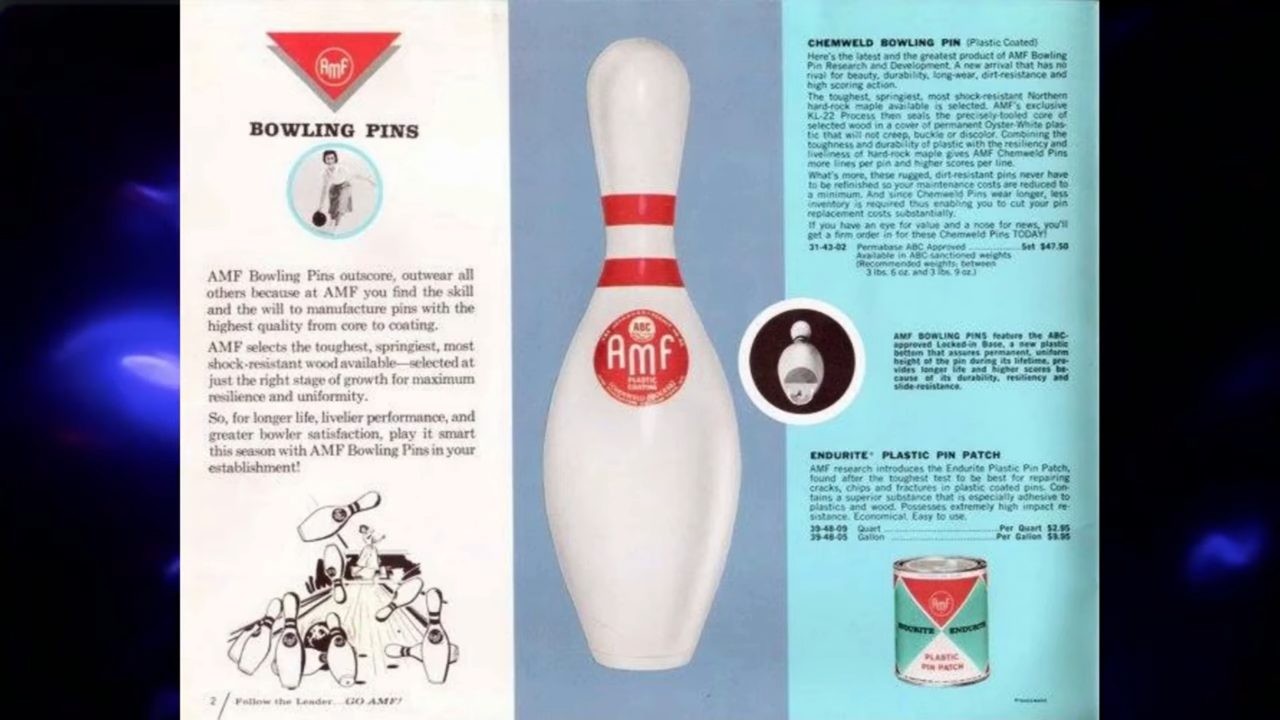 AMF
BOWLING PINS
AMF Bowling Pins outscore, outwear all
others because at AMF you find the skill
and the will to manufacture pins with the
highest quality from core to coating.
AMF selects the toughest, springiest, most
shock-resistant wood available—selected at
just the right stage of growth for maximum
resilience and uniformity.
So, for longer life, livelier performance, and
greater bowler satisfaction, play it smart
this season with AMF Bowling Pins in your
establishment!
2 / Follow the Leader...GO AMF!
ABC
AMF
PLASTIC
COATING
CHEMWELD BOWLING PIN (Plastic Coated)
Here's the latest and the greatest product of AMF Bowling
Pin Research and Development. A new arrival that has no
rival for beauty, durability, long-wear, dirt-resistance and
high scoring action.
The toughest, springiest, most shock-resistant Northern
hard-rock maple available is selected. AMF's exclusive
KL-22 Process then seals the precisely-tooled core of
selected wood in a cover of permanent Oyster-White plas-
tic that will not creep, buckle or discolor. Combining the
toughness and durability of plastic with the resiliency and
liveliness of hard-rock maple gives AMF Chemweld Pins
more lines per pin and higher scores per line.
What's more, these rugged, dirt-resistant pins never have
to be refinished so your maintenance costs are reduced to
a minimum. And since Chemweld Pins wear longer, less
inventory is required thus enabling you to cut your pin
replacement costs substantially.
If you have an eye for value and a nose for news, you'll
get a firm order in for these Chemweld Pins TODAY!
31-43-02 Permabase ABC Approved ............ Set $47.50
Available in ABC-sanctioned weights
(Recommended weights: between
3 lbs. 6 oz. and 3 lbs. 9 oz.)
AMF BOWLING PINS feature the ABC-
approved Locked-in Base, a new plastic
bottom that assures permanent, uniform
height of the pin during its lifetime, pro-
vides longer life and higher scores be-
cause of its durability, resiliency and
slide-resistance.
ENDURITE* PLASTIC PIN PATCH
AMF research introduces the Endurite Plastic Pin Patch,
found after the toughest test to be best for repairing
cracks, chips and fractures in plastic coated pins. Con-
tains a superior substance that is especially adhesive to
plastics and wood. Possesses extremely high impact re-
sistance. Economical. Easy to use.
39-48-09 Quart ............ Per Quart $2.95
39-48-05 Gallon ............ Per Gallon $9.95
AMF
ENDURITE ENDURITE
PLASTIC
PIN PATCH